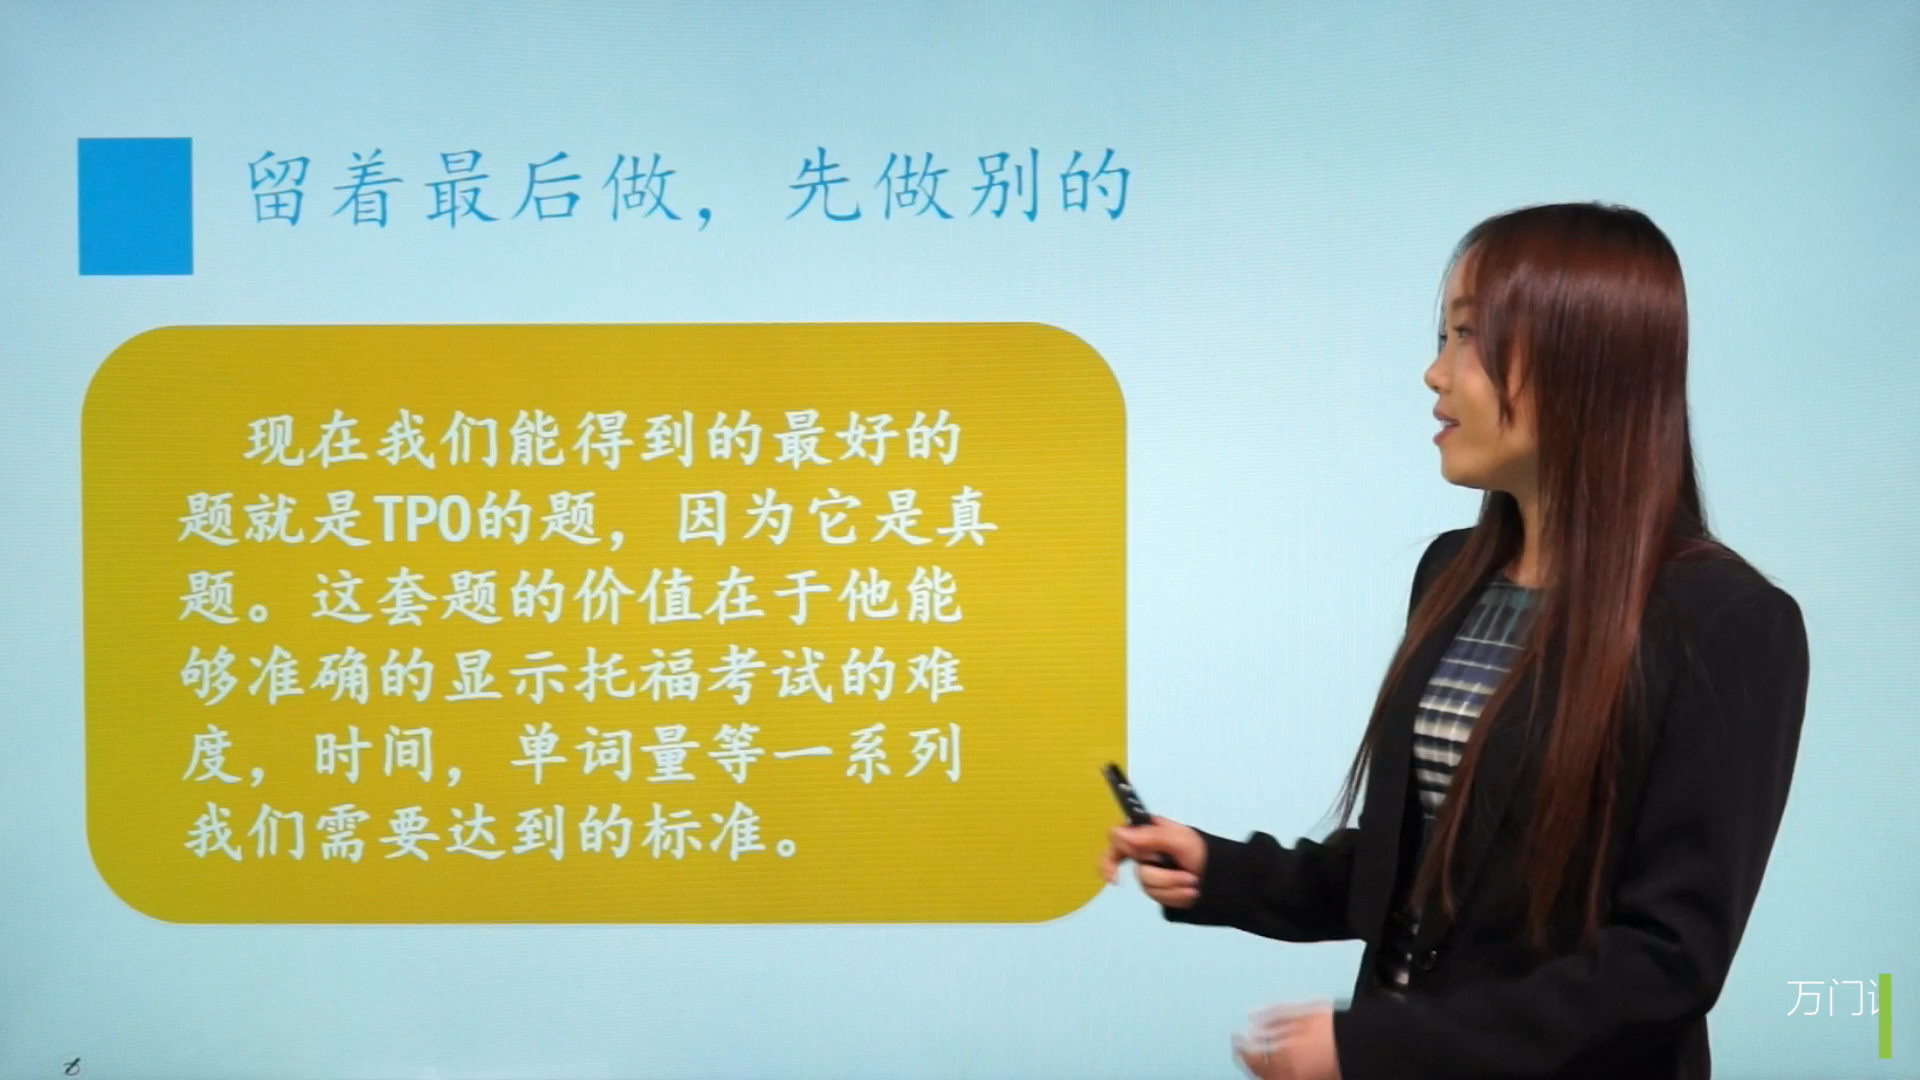 留着最后做，先做别的
现在我们能得到的最好的
题就是TPO的题，因为它是真
题。这套题的价值在于他能
够准确的显示托福考试的难
度，时间，单词量等一系列
我们需要达到的标准。
万门